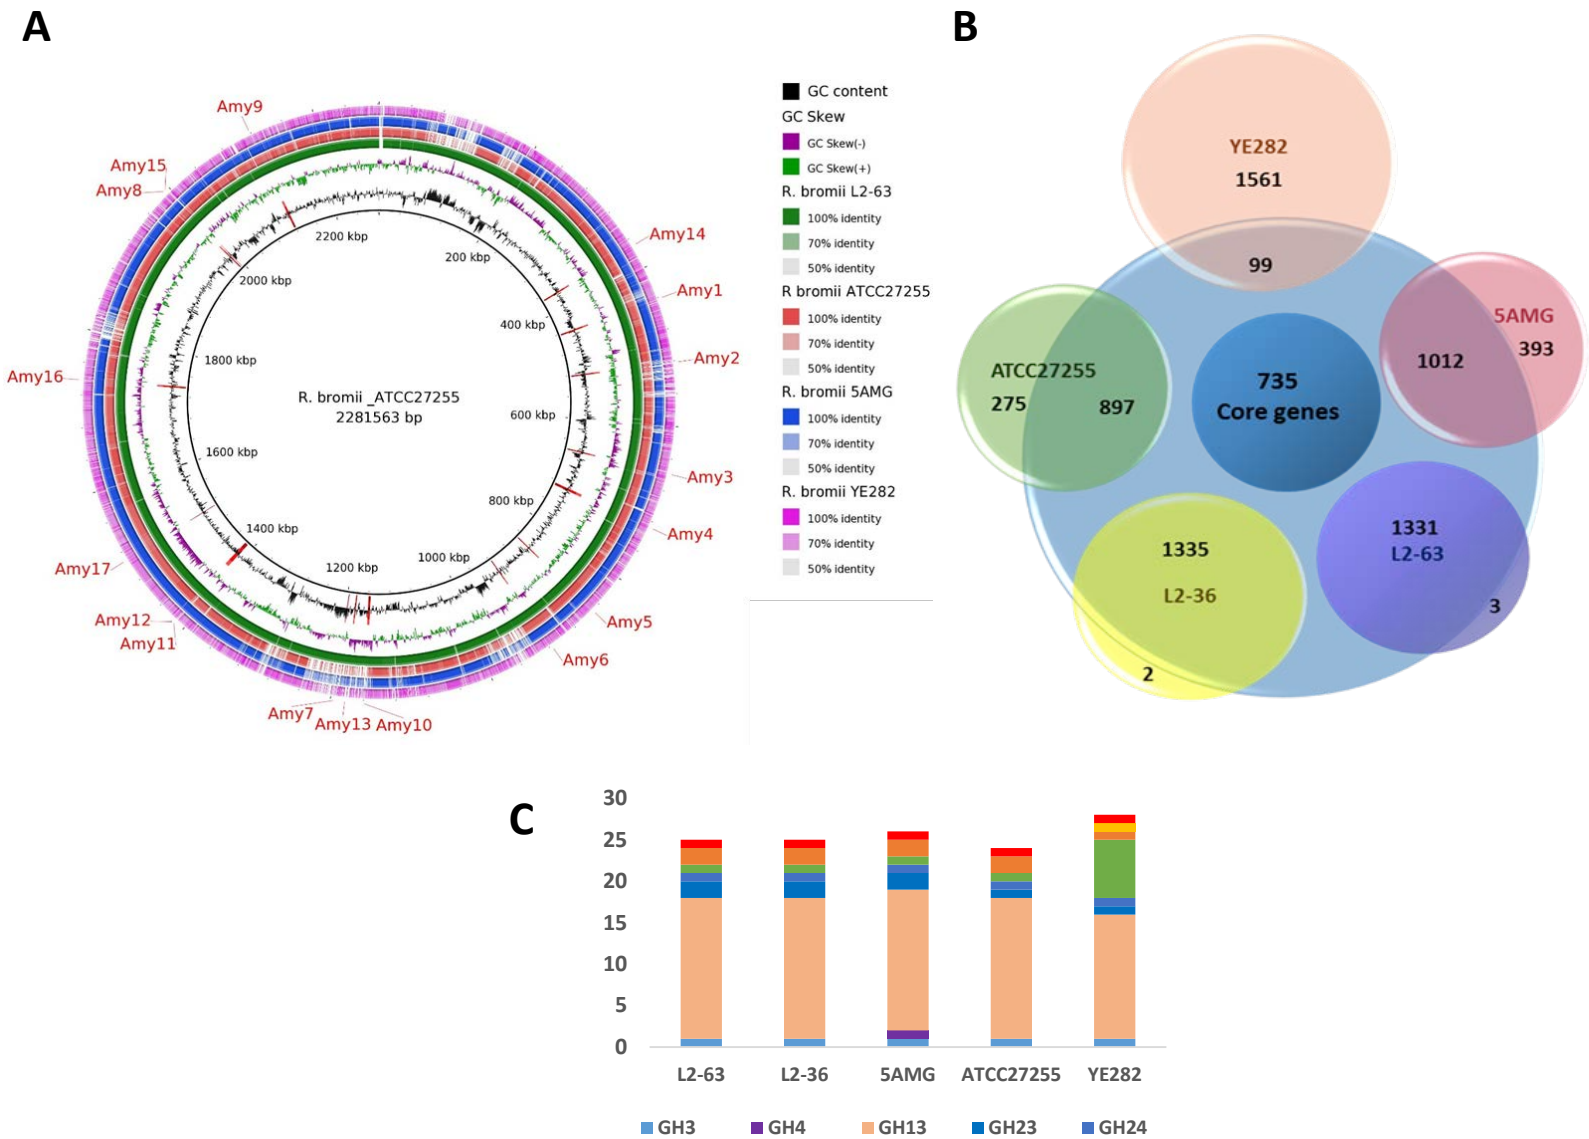 A
Amy9
Amy15
Amy8
Amy16
Amy17
Amy12
Amy11
Amy7
Amy13
Amy10
Amy6
Amy5
Amy4
Amy3
Amy2
Amy1
Amy14
2200 kbp
200 kbp
2000 kbp
400 kbp
1800 kbp
600 kbp
1600 kbp
800 kbp
1400 kbp
1000 kbp
1200 kbp
R. bromii _ATCC27255
2281563 bp
GC content
GC Skew
GC Skew(-)
GC Skew(+)
R. bromii L2-63
100% identity
70% identity
50% identity
R bromii ATCC27255
100% identity
70% identity
50% identity
R. bromii 5AMG
100% identity
70% identity
50% identity
R. bromii YE282
100% identity
70% identity
50% identity
B
YE282
1561
99
5AMG
393
1012
ATCC27255
275
897
735
Core genes
1335
L2-36
2
1331
L2-63
3
C
30
25
20
15
10
5
0
L2-63
L2-36
5AMG
ATCC27255
YE282
GH3
GH4
GH13
GH23
GH24